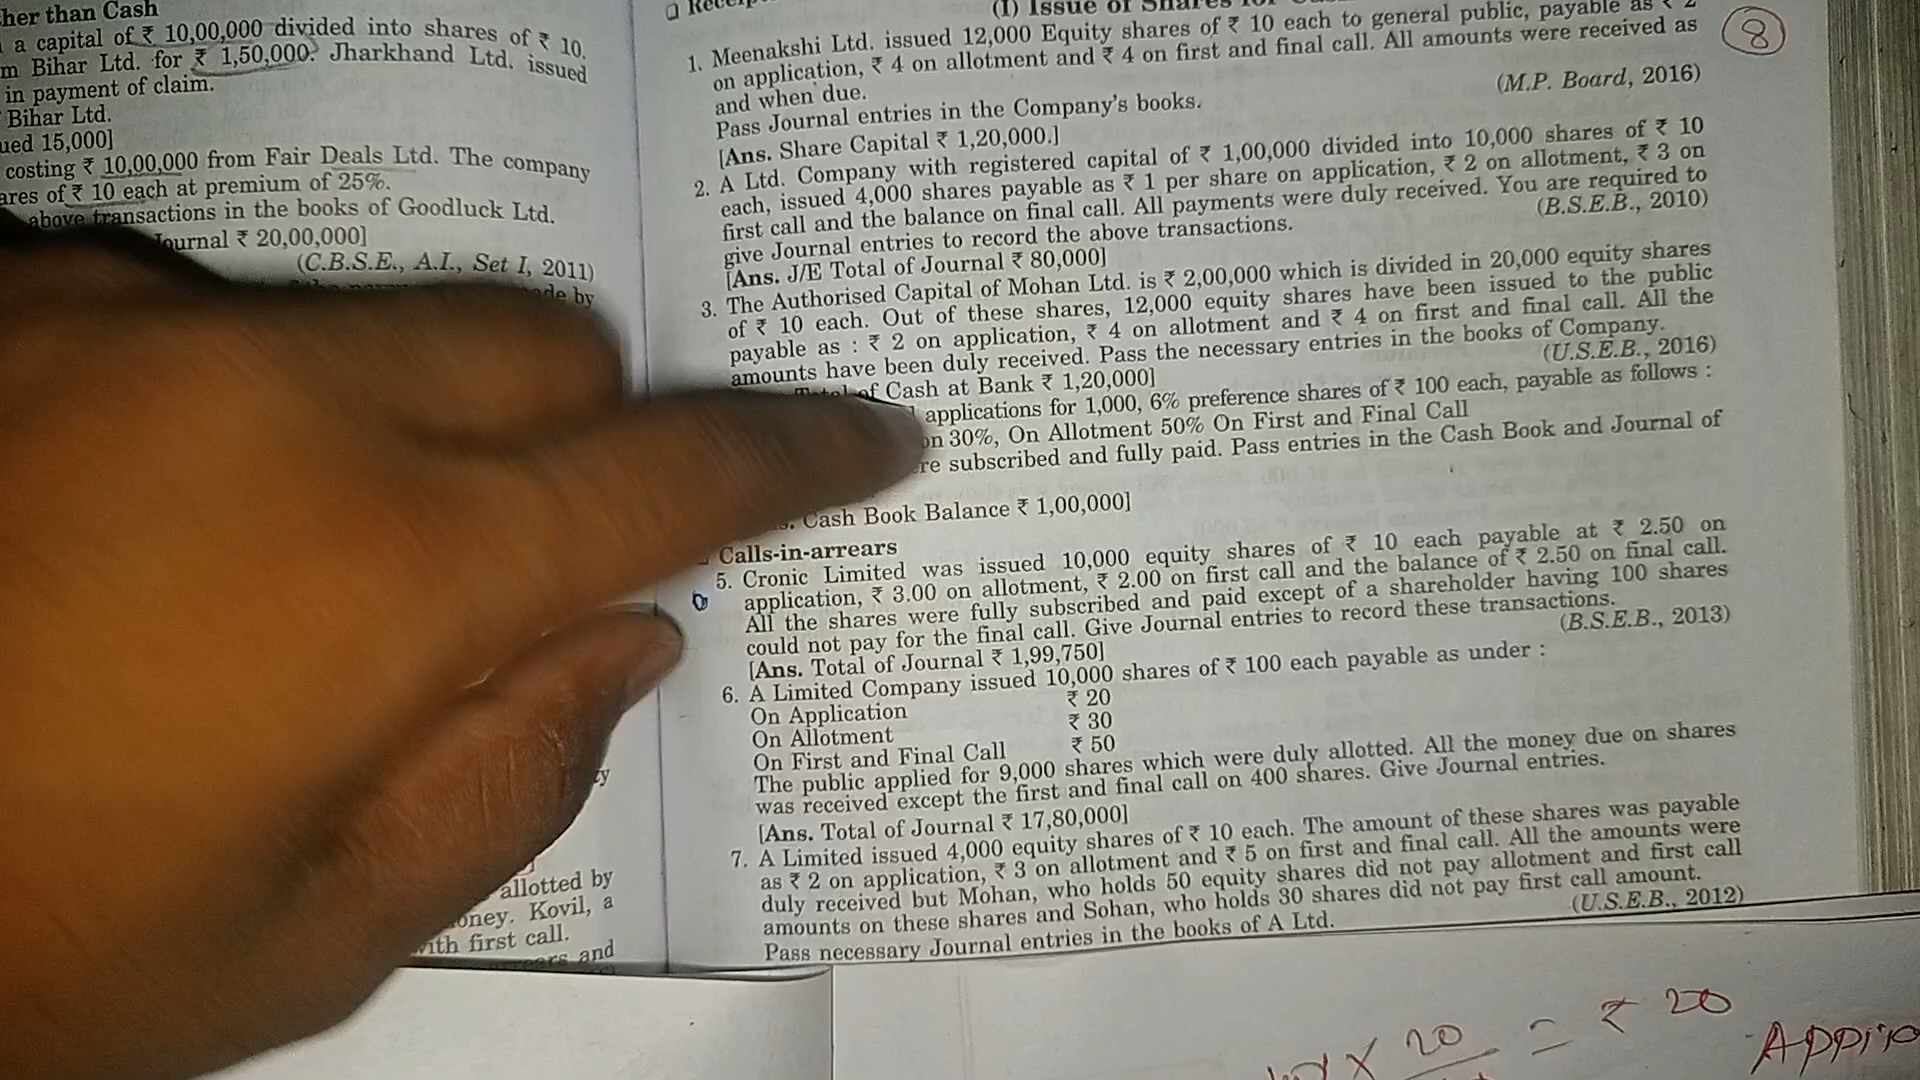 her than Cash
a capital of ₹ 10,00,000 divided into shares of ₹ 10.
m Bihar Ltd. for ₹ 1,50,000. Jharkhand Ltd. issued
in payment of claim.
Bihar Ltd.
ued 15,000]
costing ₹ 10,00,000 from Fair Deals Ltd. The company
ares of ₹ 10 each at premium of 25%.
above transactions in the books of Goodluck Ltd.
ournal ₹ 20,00,000]
(C.B.S.E., A.I., Set I, 2011)
de by
allotted by
oney. Kovil, a
with first call.
and
(I) Issue of Shares for
1. Meenakshi Ltd. issued 12,000 Equity shares of ₹ 10 each to general public, payable as ₹ 2
on application, ₹ 4 on allotment and ₹ 4 on first and final call. All amounts were received as
and when due.
Pass Journal entries in the Company's books.
(M.P. Board, 2016)
[Ans. Share Capital ₹ 1,20,000.]
2. A Ltd. Company with registered capital of ₹ 1,00,000 divided into 10,000 shares of ₹ 10
each, issued 4,000 shares payable as ₹ 1 per share on application, ₹ 2 on allotment, ₹ 3 on
first call and the balance on final call. All payments were duly received. You are required to
give Journal entries to record the above transactions.
(B.S.E.B., 2010)
[Ans. J/E Total of Journal ₹ 80,000]
3. The Authorised Capital of Mohan Ltd. is ₹ 2,00,000 which is divided in 20,000 equity shares
of ₹ 10 each. Out of these shares, 12,000 equity shares have been issued to the public
payable as : ₹ 2 on application, ₹ 4 on allotment and ₹ 4 on first and final call. All the
amounts have been duly received. Pass the necessary entries in the books of Company.
(U.S.E.B., 2016)
Total of Cash at Bank ₹ 1,20,000]
applications for 1,000, 6% preference shares of ₹ 100 each, payable as follows :
on 30%, On Allotment 50% On First and Final Call
re subscribed and fully paid. Pass entries in the Cash Book and Journal of
Cash Book Balance ₹ 1,00,000]
Calls-in-arrears
5. Cronic Limited was issued 10,000 equity shares of ₹ 10 each payable at ₹ 2.50 on
application, ₹ 3.00 on allotment, ₹ 2.00 on first call and the balance of ₹ 2.50 on final call.
All the shares were fully subscribed and paid except of a shareholder having 100 shares
could not pay for the final call. Give Journal entries to record these transactions.
(B.S.E.B., 2013)
[Ans. Total of Journal ₹ 1,99,750]
6. A Limited Company issued 10,000 shares of ₹ 100 each payable as under :
On Application ₹ 20
On Allotment ₹ 30
On First and Final Call ₹ 50
The public applied for 9,000 shares which were duly allotted. All the money due on shares
was received except the first and final call on 400 shares. Give Journal entries.
[Ans. Total of Journal ₹ 17,80,000]
7. A Limited issued 4,000 equity shares of ₹ 10 each. The amount of these shares was payable
as ₹ 2 on application, ₹ 3 on allotment and ₹ 5 on first and final call. All the amounts were
duly received but Mohan, who holds 50 equity shares did not pay allotment and first call
amounts on these shares and Sohan, who holds 30 shares did not pay first call amount.
(U.S.E.B., 2012)
Pass necessary Journal entries in the books of A Ltd.
8
× 20 = ₹ 20